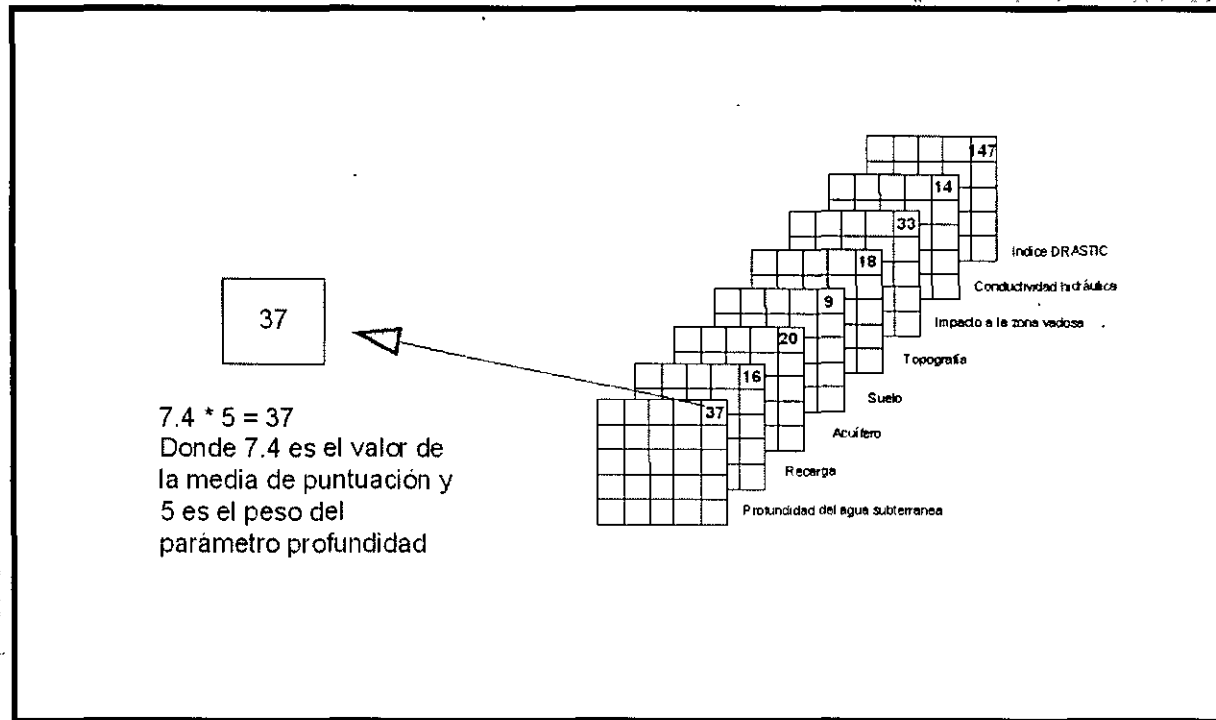 147
14
33
18
9
20
16
37
Indice DRASTIC
Conductividad hidráulica
Impacto a la zona vadosa
Topografía
Suelo
Acuífero
Recarga
Profundidad del agua subterranea
37
7.4 * 5 = 37
Donde 7.4 es el valor de
la media de puntuación y
5 es el peso del
parámetro profundidad